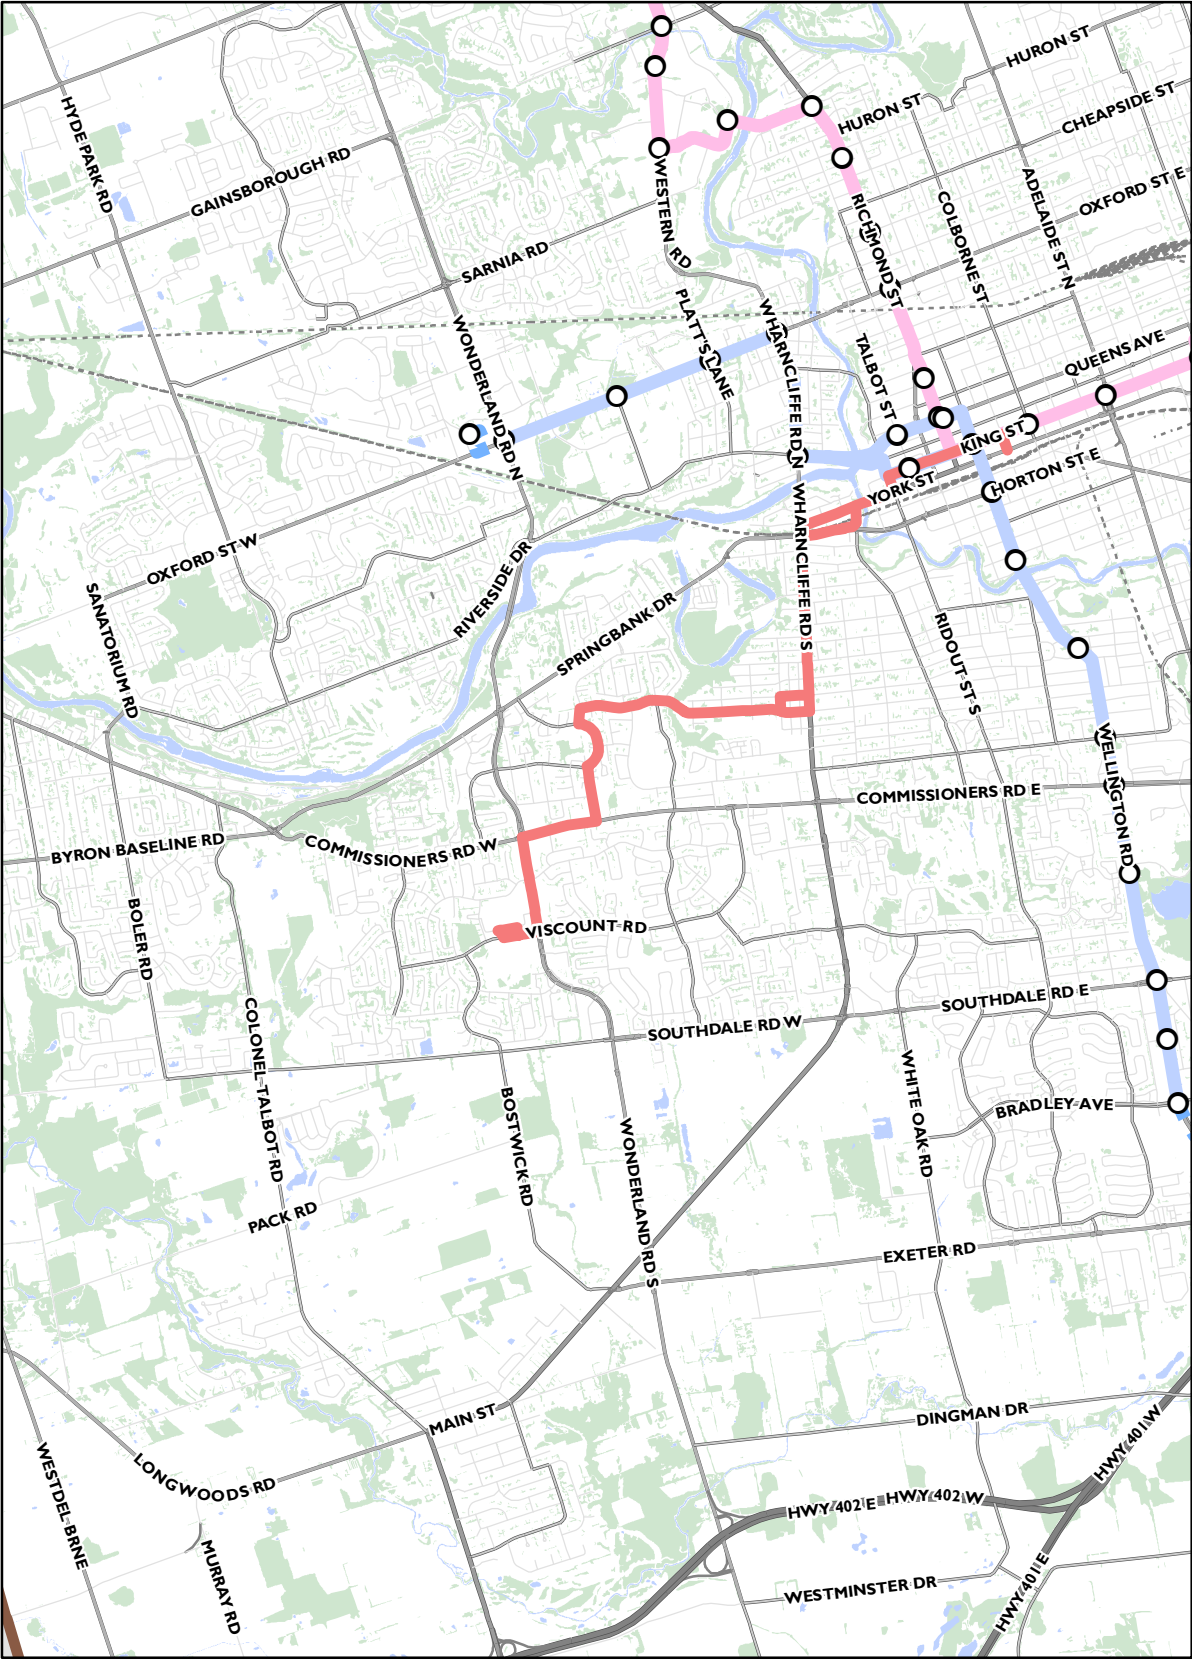 HURON ST
CHEAPSIDE ST
HYDE PARK RD
HURON ST
GAINSBOROUGH RD
WESTERN RD
ADELAIDE ST N
OXFORD ST E
RICHMOND ST
COLBORNE ST
SARNIA RD
PLATT'S LANE
WHARNCLIFFE RD N
WONDERLAND RD N
TALBOT ST
QUEENS AVE
KING ST
YORK ST
HORTON ST E
OXFORD ST W
RIVERSIDE DR
WHARNCLIFFE RD S
SANATORIUM RD
SPRINGBANK DR
RIDOUT ST S
WELLINGTON RD
COMMISSIONERS RD E
BYRON BASELINE RD
COMMISSIONERS RD W
BOLER RD
VISCOUNT RD
COLONEL TALBOT RD
SOUTHDALE RD E
SOUTHDALE RD W
BOSTWICK RD
WHITE OAK RD
BRADLEY AVE
WONDERLAND RD S
PACK RD
EXETER RD
MAIN ST
DINGMAN DR
WESTDEL BRNE
LONGWOODS RD
HWY 401 W
HWY 402 E
HWY 402 W
MURRAY RD
WESTMINSTER DR
HWY 401 E